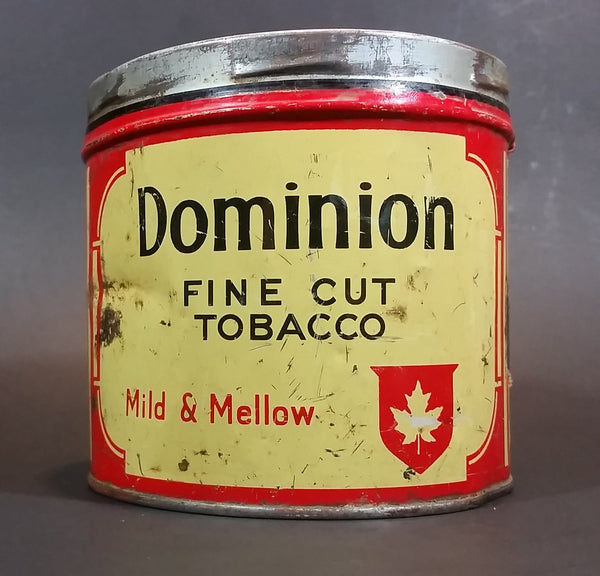 Dominion
FINE CUT
TOBACCO
Mild & Mellow